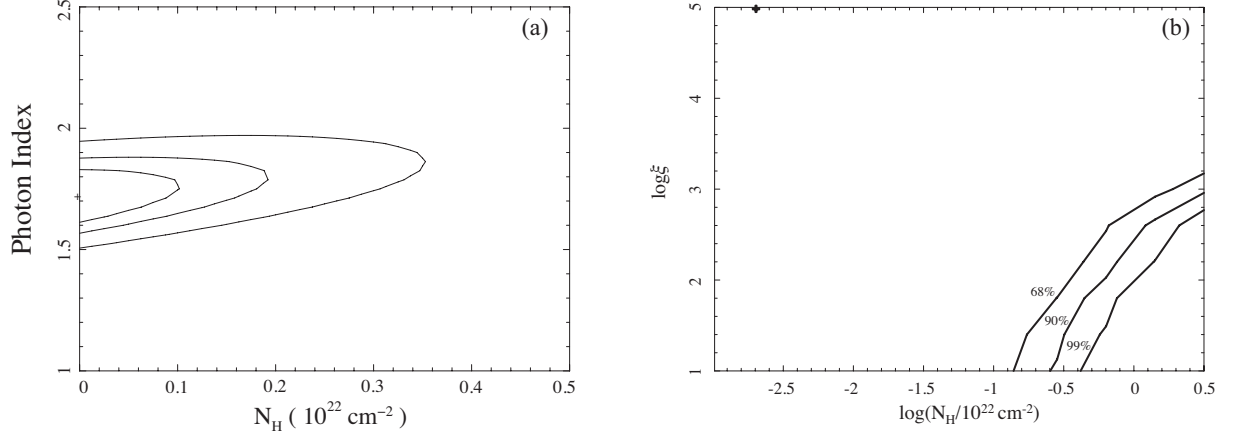 (a)
Photon Index
2.5
2
1.5
1
0 0.1 0.2 0.3 0.4 0.5
N_H ( 10^22 cm^−2 )
(b)
logξ
5
4
3
2
1
68%
90%
99%
-2.5 -2 -1.5 -1 -0.5 0 0.5
log(N_H/10^22 cm^-2)